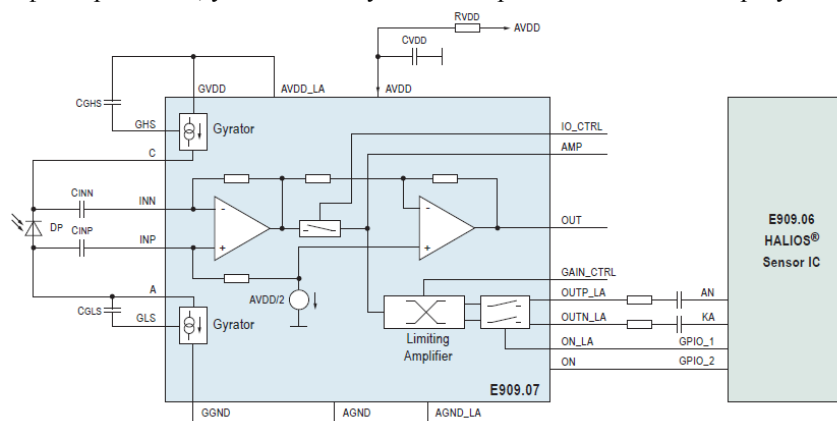 RVDD
AVDD
CVDD
GVDD
AVDD_LA
AVDD
CGHS
GHS
Gyrator
IO_CTRL
C
AMP
CINN
INN
DP
CINP
INP
OUT
E909.06
HALIOS®
Sensor IC
GAIN_CTRL
A
AVDD/2
OUTP_LA
AN
CGLS
GLS
Gyrator
OUTN_LA
KA
Limiting
Amplifier
ON_LA
GPIO_1
ON
GPIO_2
E909.07
GGND
AGND
AGND_LA